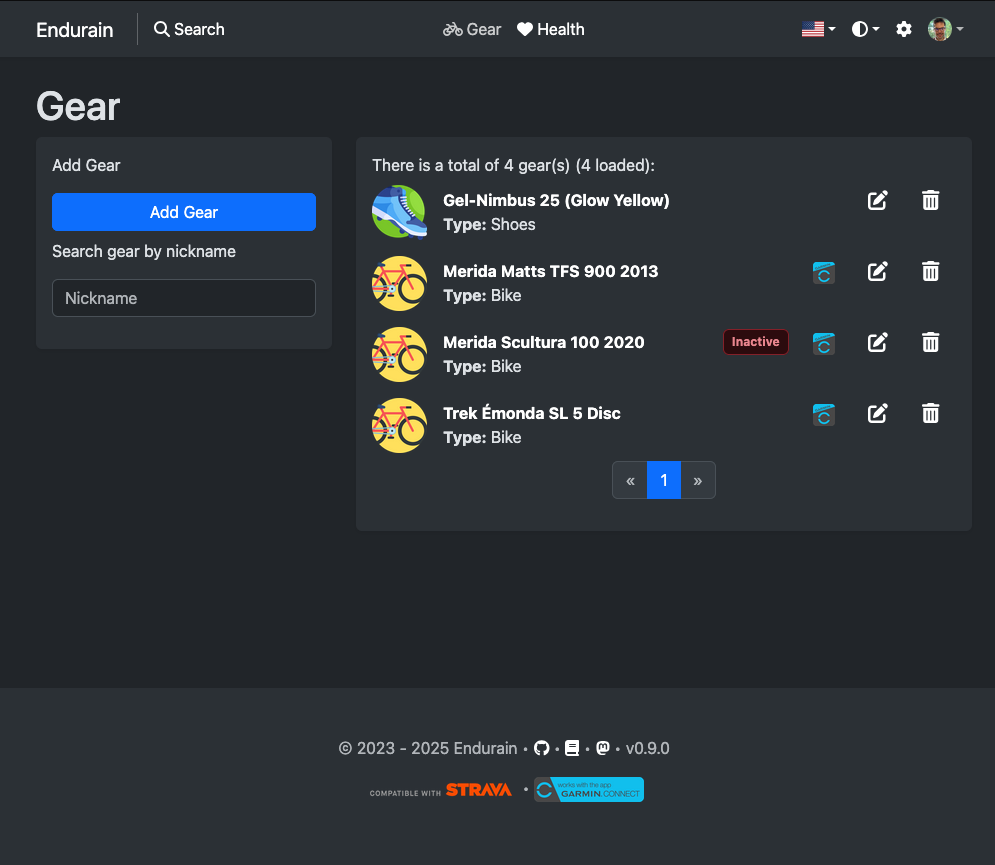 Endurain
Search
Gear
Health
Gear
Add Gear
Add Gear
Search gear by nickname
Nickname
There is a total of 4 gear(s) (4 loaded):
Gel-Nimbus 25 (Glow Yellow)
Type: Shoes
Merida Matts TFS 900 2013
Type: Bike
Merida Scultura 100 2020
Inactive
Type: Bike
Trek Émonda SL 5 Disc
Type: Bike
« 1 »
© 2023 - 2025 Endurain • • • • v0.9.0
COMPATIBLE WITH STRAVA •
works with the app
GARMIN.CONNECT